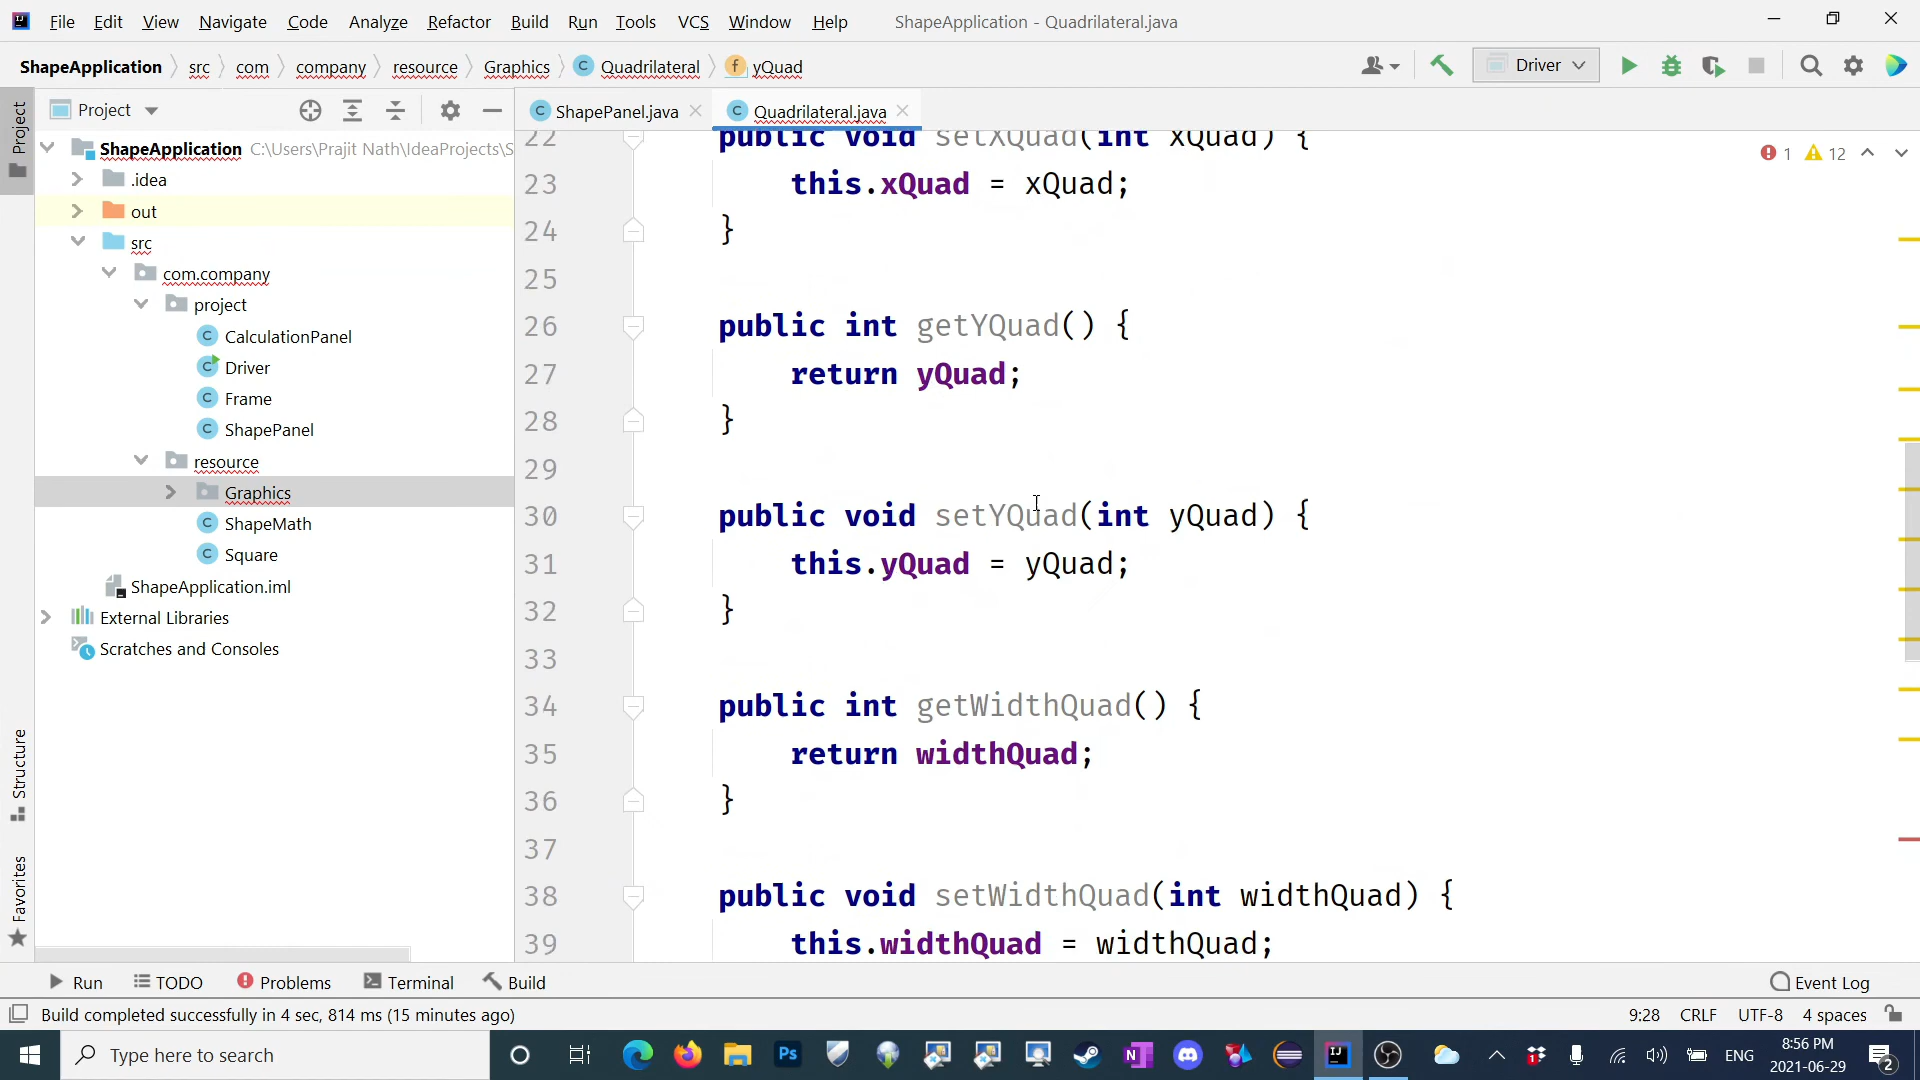 File Edit View Navigate Code Analyze Refactor Build Run Tools VCS Window Help ShapeApplication - Quadrilateral.java
ShapeApplication src com company resource Graphics C Quadrilateral f yQuad Driver
Project
Project
ShapePanel.java
Quadrilateral.java
ShapeApplication C:\Users\Prajit Nath\IdeaProjects\S
.idea
out
src
com.company
project
C CalculationPanel
C Driver
C Frame
C ShapePanel
resource
Graphics
C ShapeMath
C Square
ShapeApplication.iml
External Libraries
Scratches and Consoles
Structure
Favorites
1 12
22 public void setXQuad(int xQuad) {
23 this.xQuad = xQuad;
24 }
25
26 public int getYQuad() {
27 return yQuad;
28 }
29
30 public void setYQuad(int yQuad) {
31 this.yQuad = yQuad;
32 }
33
34 public int getWidthQuad() {
35 return widthQuad;
36 }
37
38 public void setWidthQuad(int widthQuad) {
39 this.widthQuad = widthQuad;
Run TODO Problems Terminal Build Event Log
Build completed successfully in 4 sec, 814 ms (15 minutes ago) 9:28 CRLF UTF-8 4 spaces
Type here to search ENG 8:56 PM
2021-06-29 2